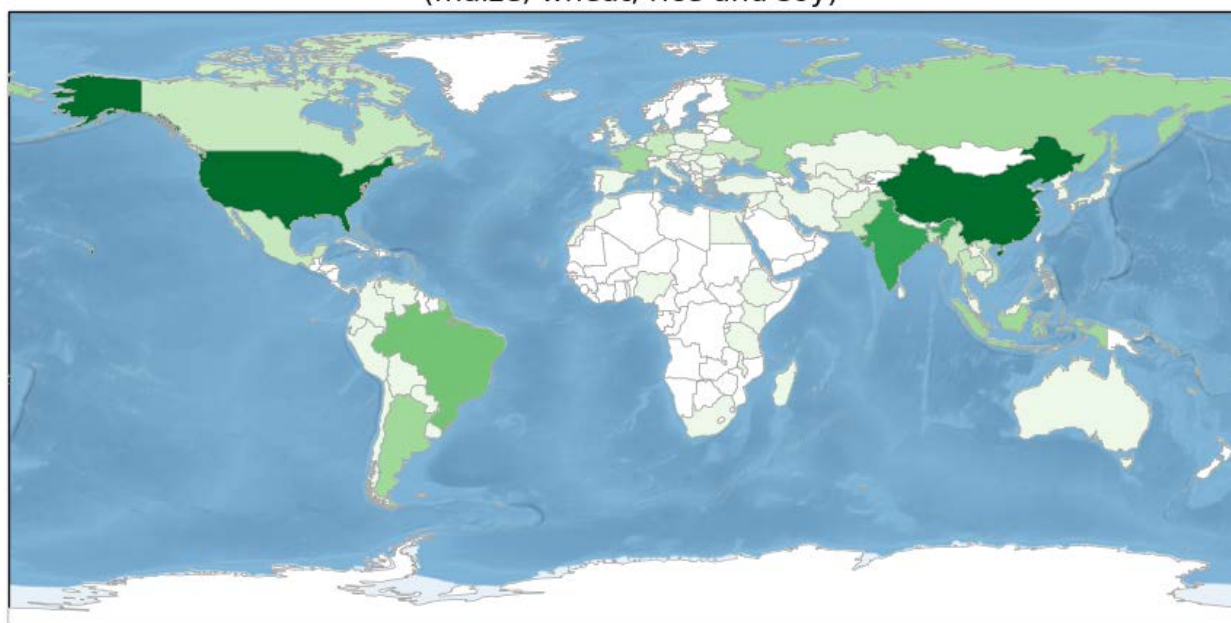 (maize, wheat, rice and soy)